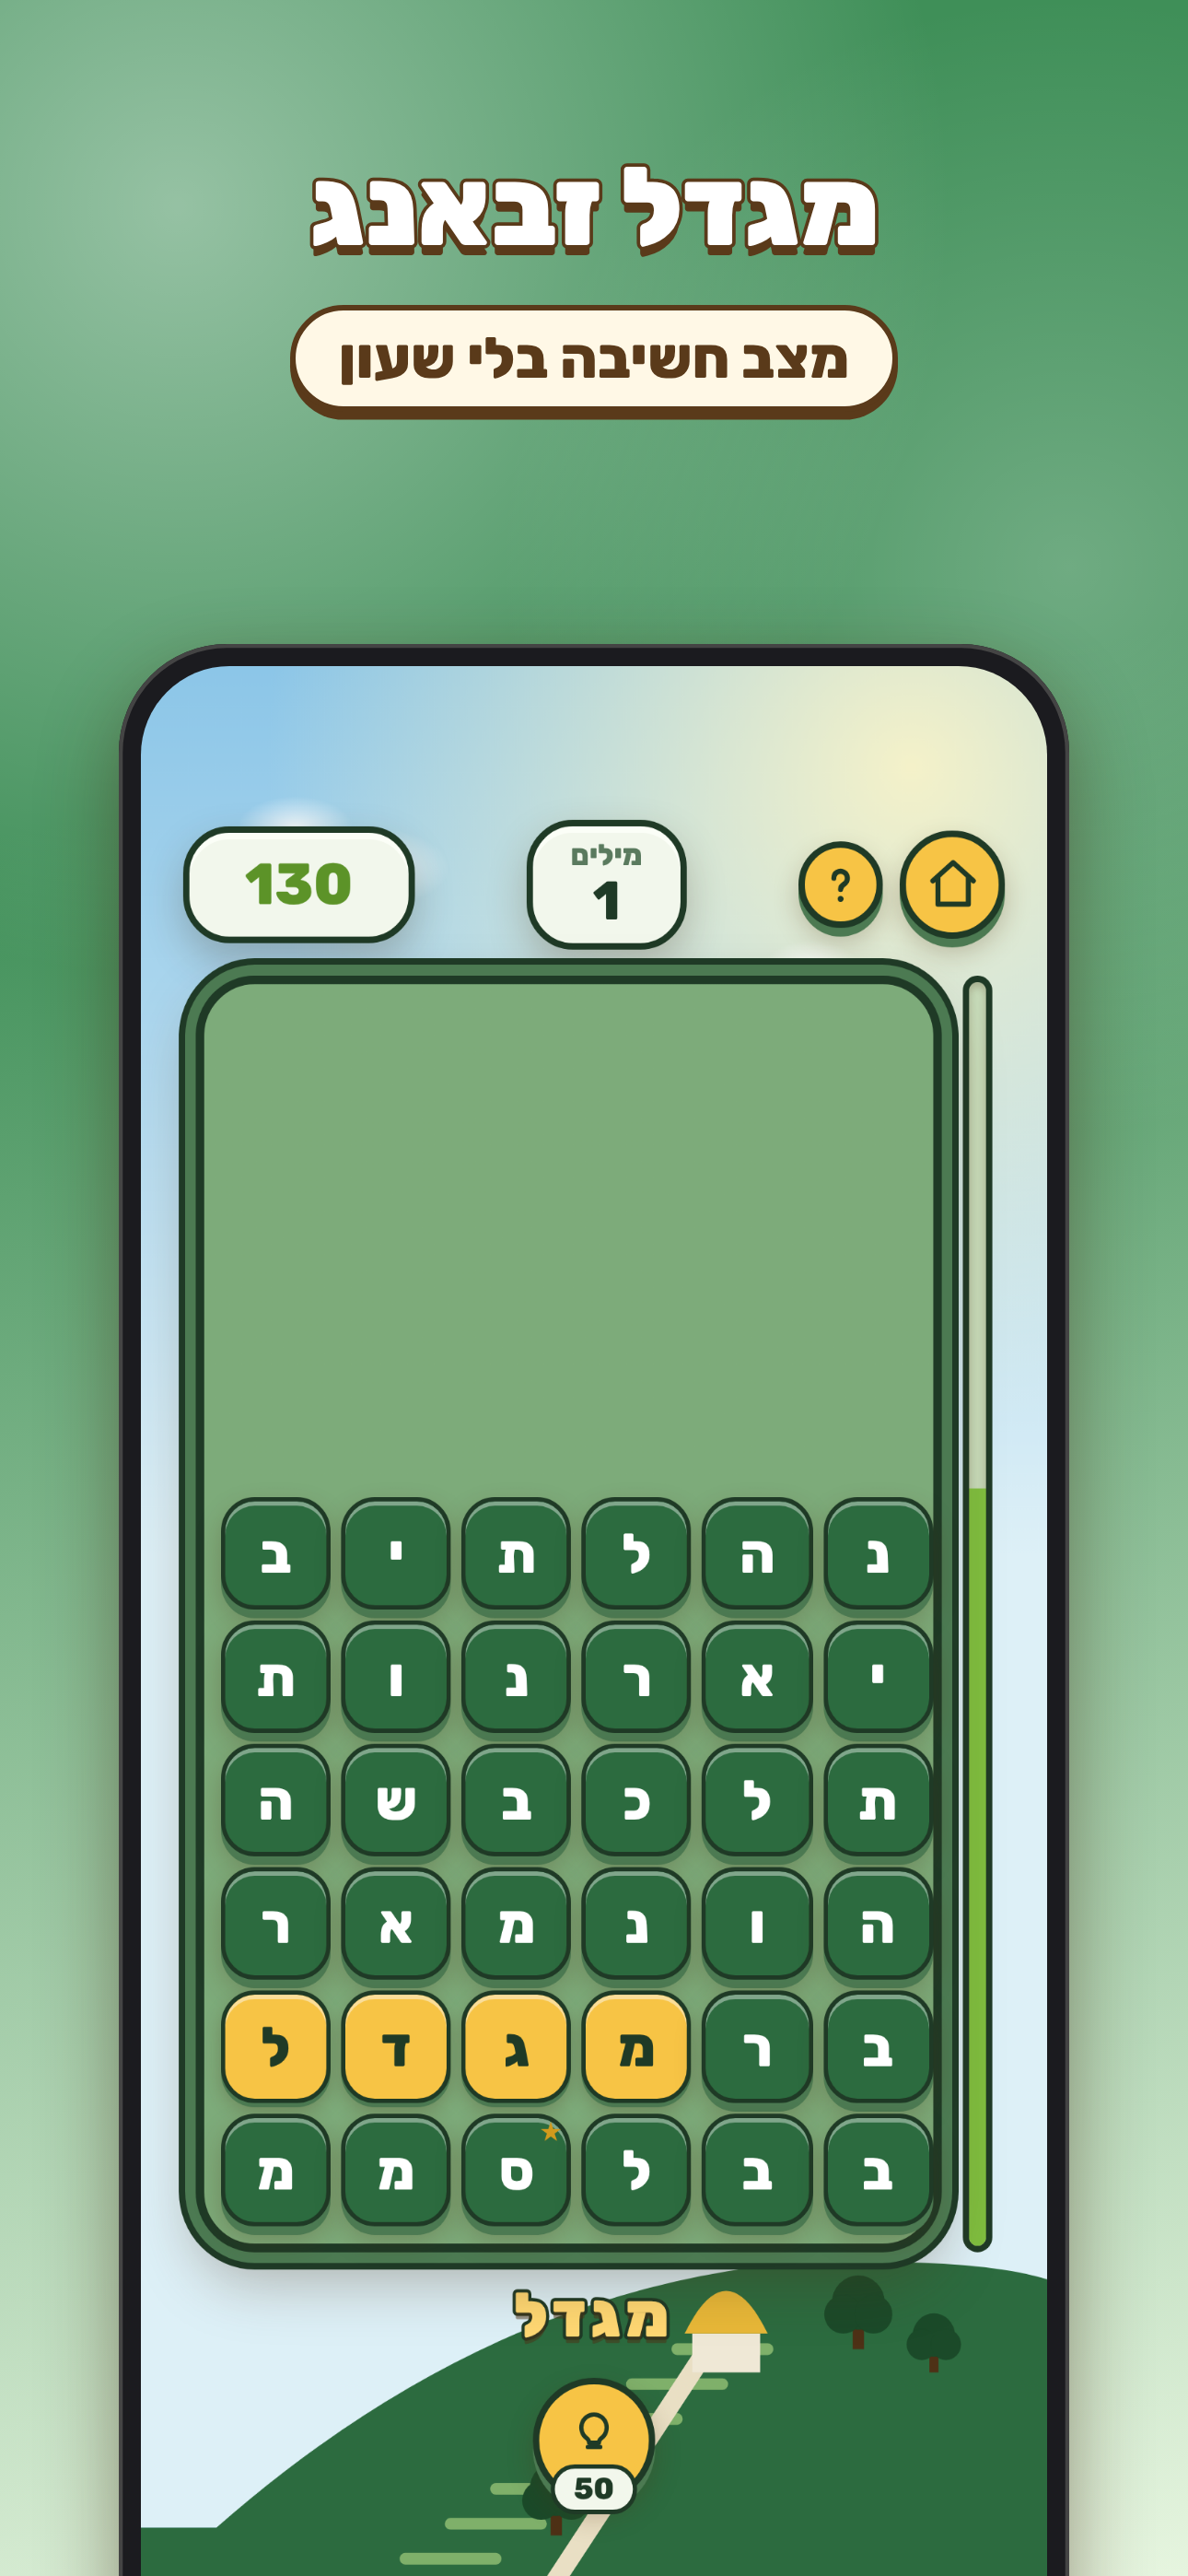 מגדל זבאנג
מצב חשיבה בלי שעון
? מילים 130
1
נ ה ל ת י ב
י א ר נ ו ת
ת ל כ ב ש ה
ה ו נ מ א ר
ב ר מ ג ד ל
ב ב ל ס מ מ
מגדל
50